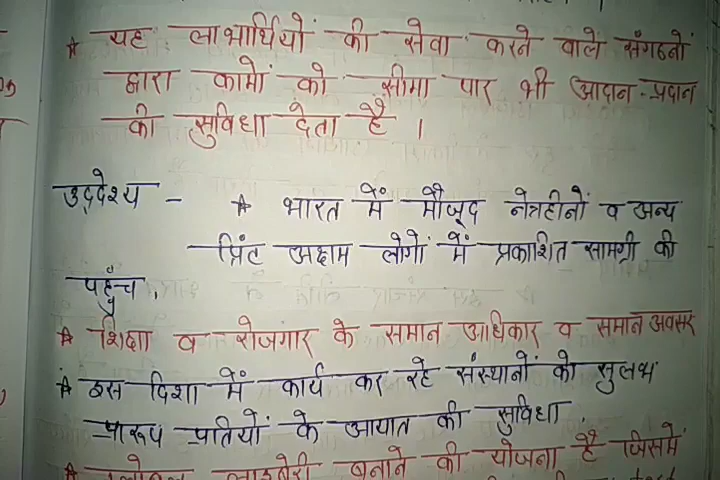 * यह लाभार्थियों की सेवा करने वाले संगठनों
द्वारा कामों को सीमा पार भी आदान-प्रदान
की सुविधा देता है।
उद्देश्य - * भारत में मौजूद नेत्रहीनों व अन्य
प्रिंट अक्षम लोगों में प्रकाशित सामग्री की
पहुँच.
* शिक्षा व रोजगार के समान अधिकार व समान अवसर
* इस दिशा में कार्य कर रहे संस्थानों को सुलभ
प्रारूप प्रतियों के आयात की सुविधा.
* लाइब्रेरी बनाने की योजना है जिसमें